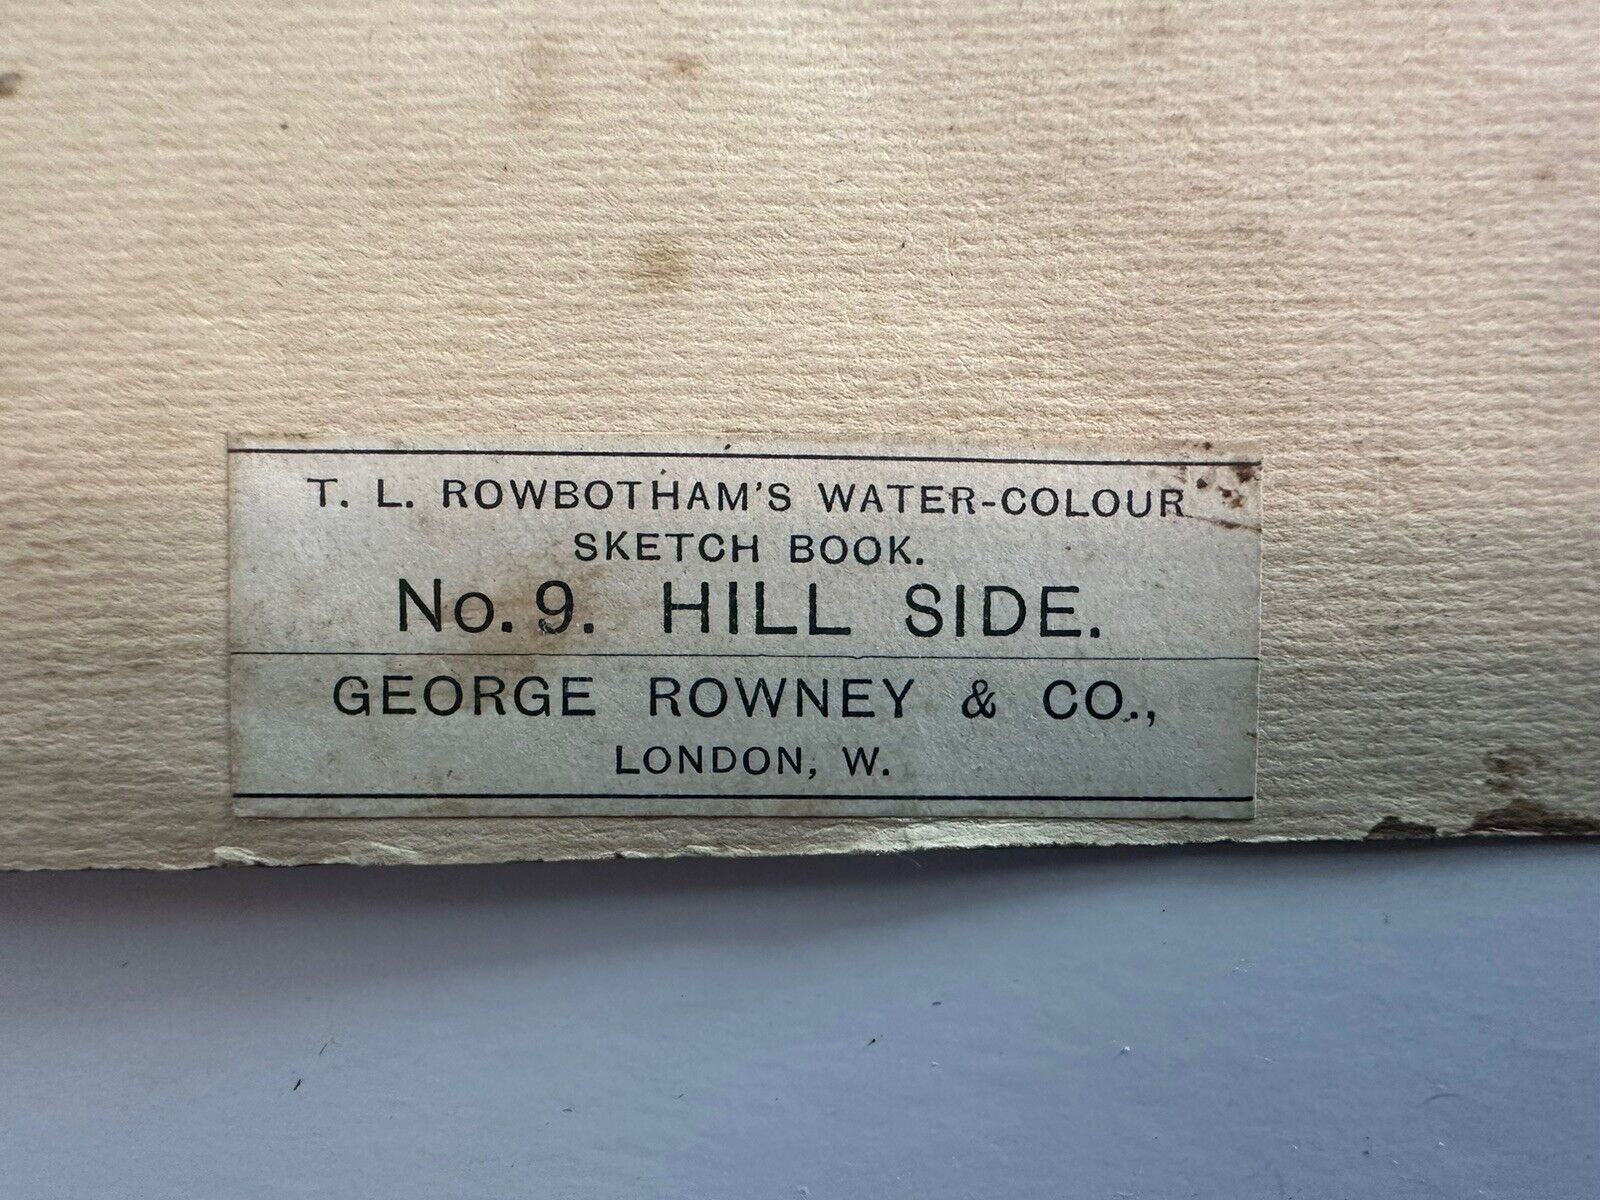 T. L. ROWBOTHAM'S WATER-COLOUR
SKETCH BOOK.
No. 9. HILL SIDE.
GEORGE ROWNEY & CO.,
LONDON, W.